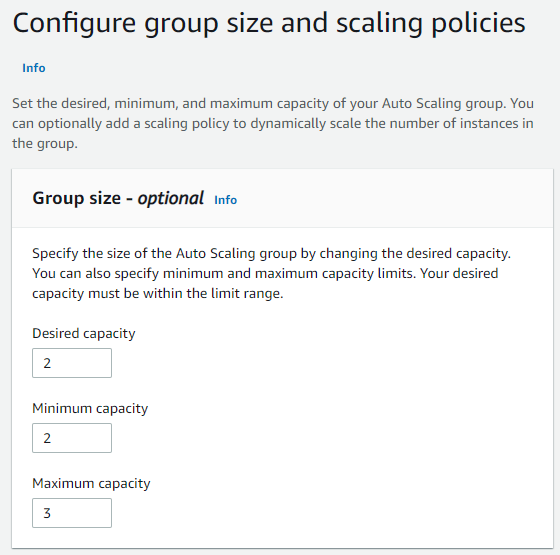 Configure group size and scaling policies
Info
Set the desired, minimum, and maximum capacity of your Auto Scaling group. You
can optionally add a scaling policy to dynamically scale the number of instances in
the group.
Group size - optional Info
Specify the size of the Auto Scaling group by changing the desired capacity.
You can also specify minimum and maximum capacity limits. Your desired
capacity must be within the limit range.
Desired capacity
2
Minimum capacity
2
Maximum capacity
3